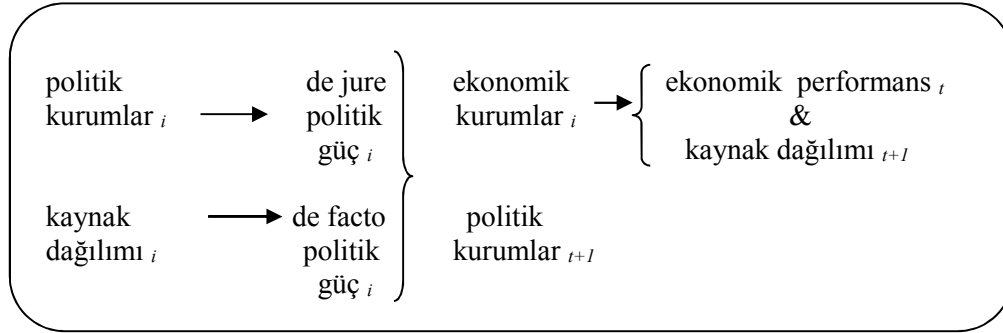 politik
kurumlar i
de jure
politik
güç i
ekonomik
kurumlar i
ekonomik performans t
&
kaynak dağılımı t+1
kaynak
dağılımı i
de facto
politik
güç i
politik
kurumlar t+1